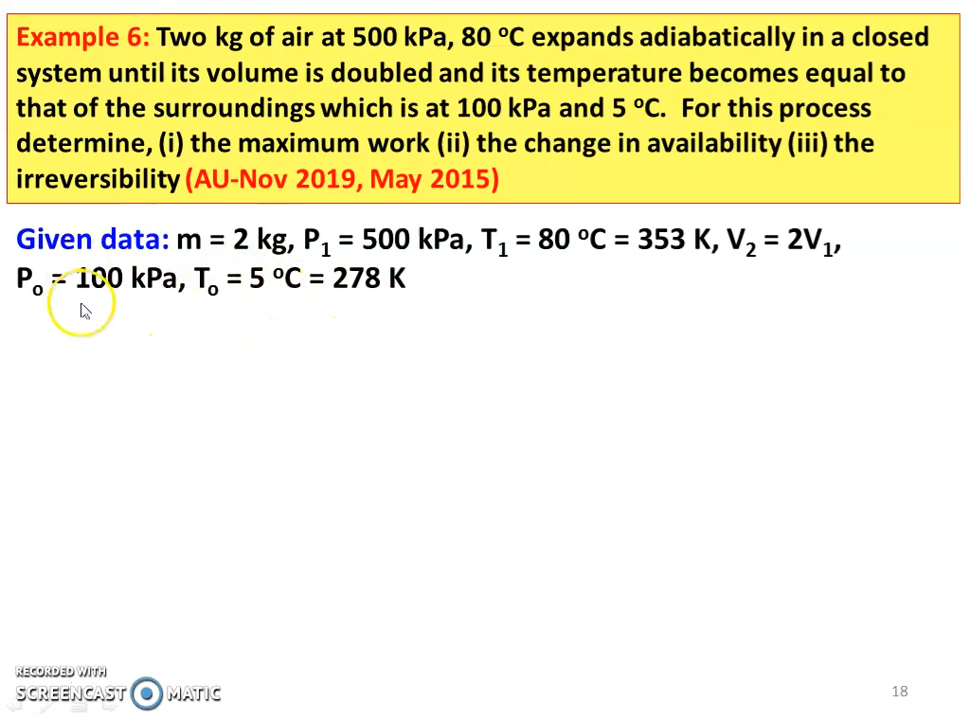 Example 6: Two kg of air at 500 kPa, 80 ºC expands adiabatically in a closed
system until its volume is doubled and its temperature becomes equal to
that of the surroundings which is at 100 kPa and 5 ºC.  For this process
determine, (i) the maximum work (ii) the change in availability (iii) the
irreversibility (AU-Nov 2019, May 2015)
Given data: m = 2 kg, P₁ = 500 kPa, T₁ = 80 ºC = 353 K, V₂ = 2V₁,
Pₒ = 100 kPa, Tₒ = 5 ºC = 278 K
RECORDED WITH
SCREENCAST MATIC
18